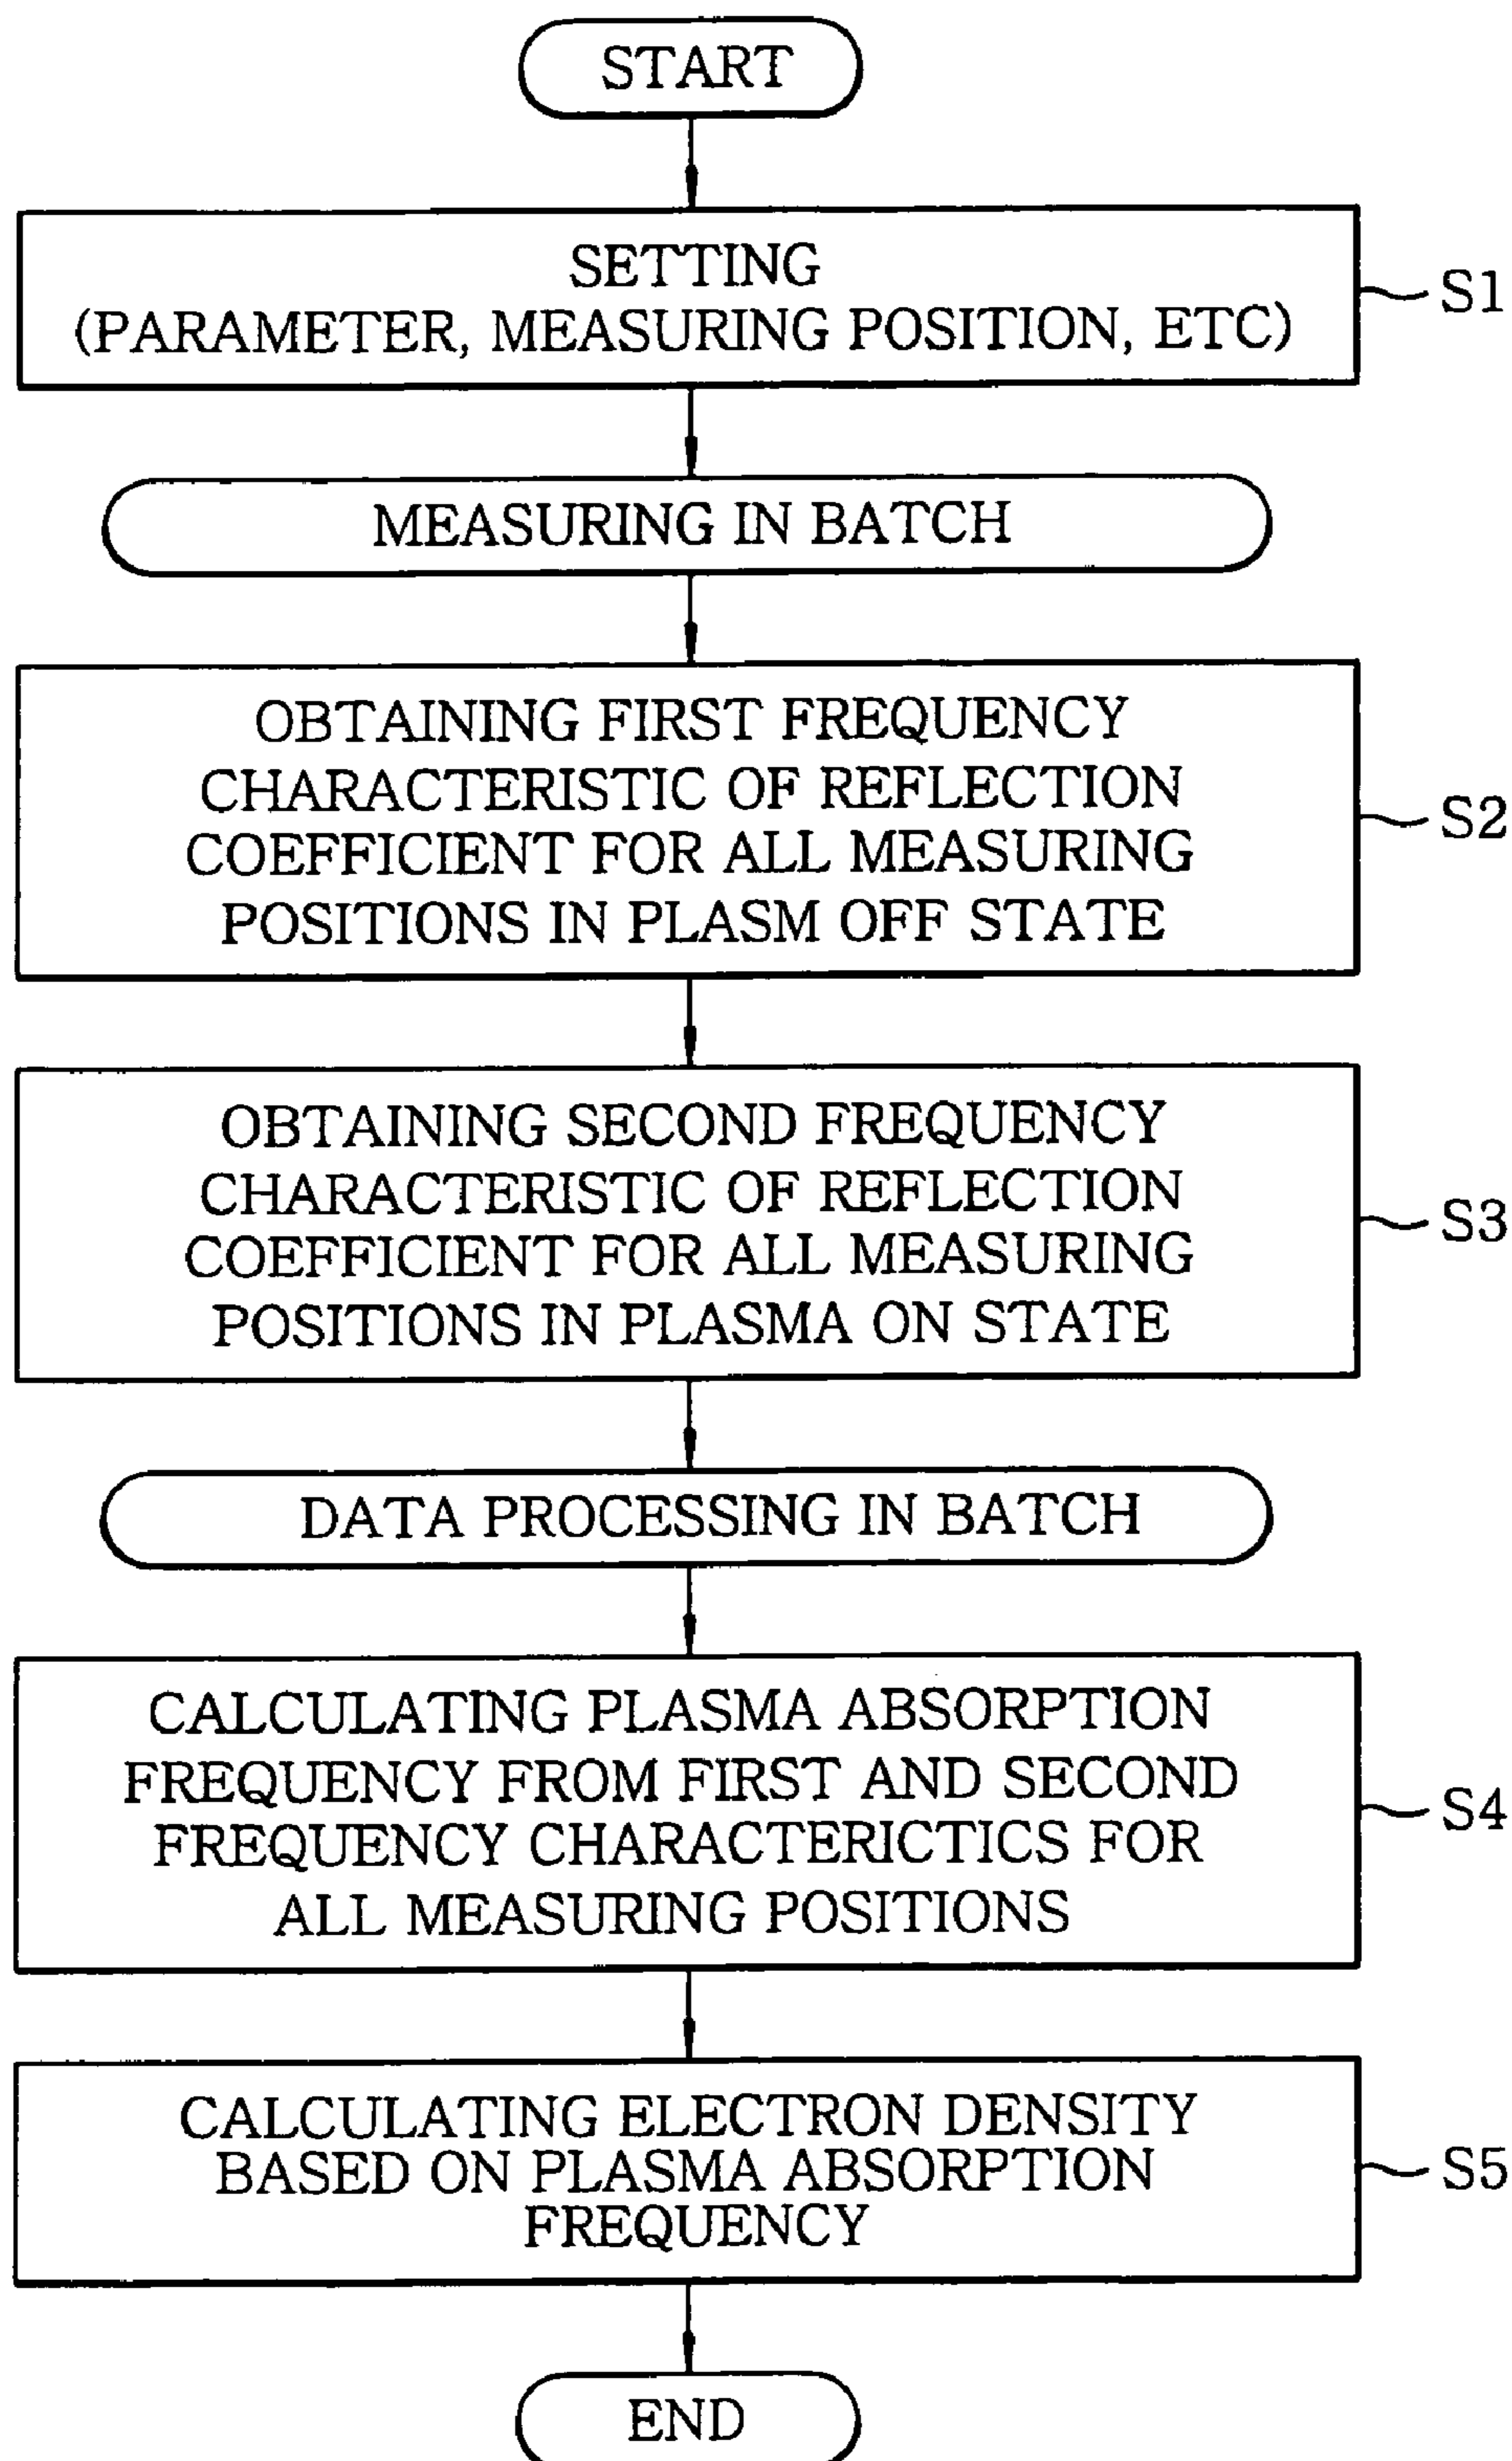 START
SETTING
(PARAMETER, MEASURING POSITION, ETC)
S1
MEASURING IN BATCH
OBTAINING FIRST FREQUENCY
CHARACTERISTIC OF REFLECTION
COEFFICIENT FOR ALL MEASURING
POSITIONS IN PLASM OFF STATE
S2
OBTAINING SECOND FREQUENCY
CHARACTERISTIC OF REFLECTION
COEFFICIENT FOR ALL MEASURING
POSITIONS IN PLASMA ON STATE
S3
DATA PROCESSING IN BATCH
CALCULATING PLASMA ABSORPTION
FREQUENCY FROM FIRST AND SECOND
FREQUENCY CHARACTERICTICS FOR
ALL MEASURING POSITIONS
S4
CALCULATING ELECTRON DENSITY
BASED ON PLASMA ABSORPTION
FREQUENCY
S5
END